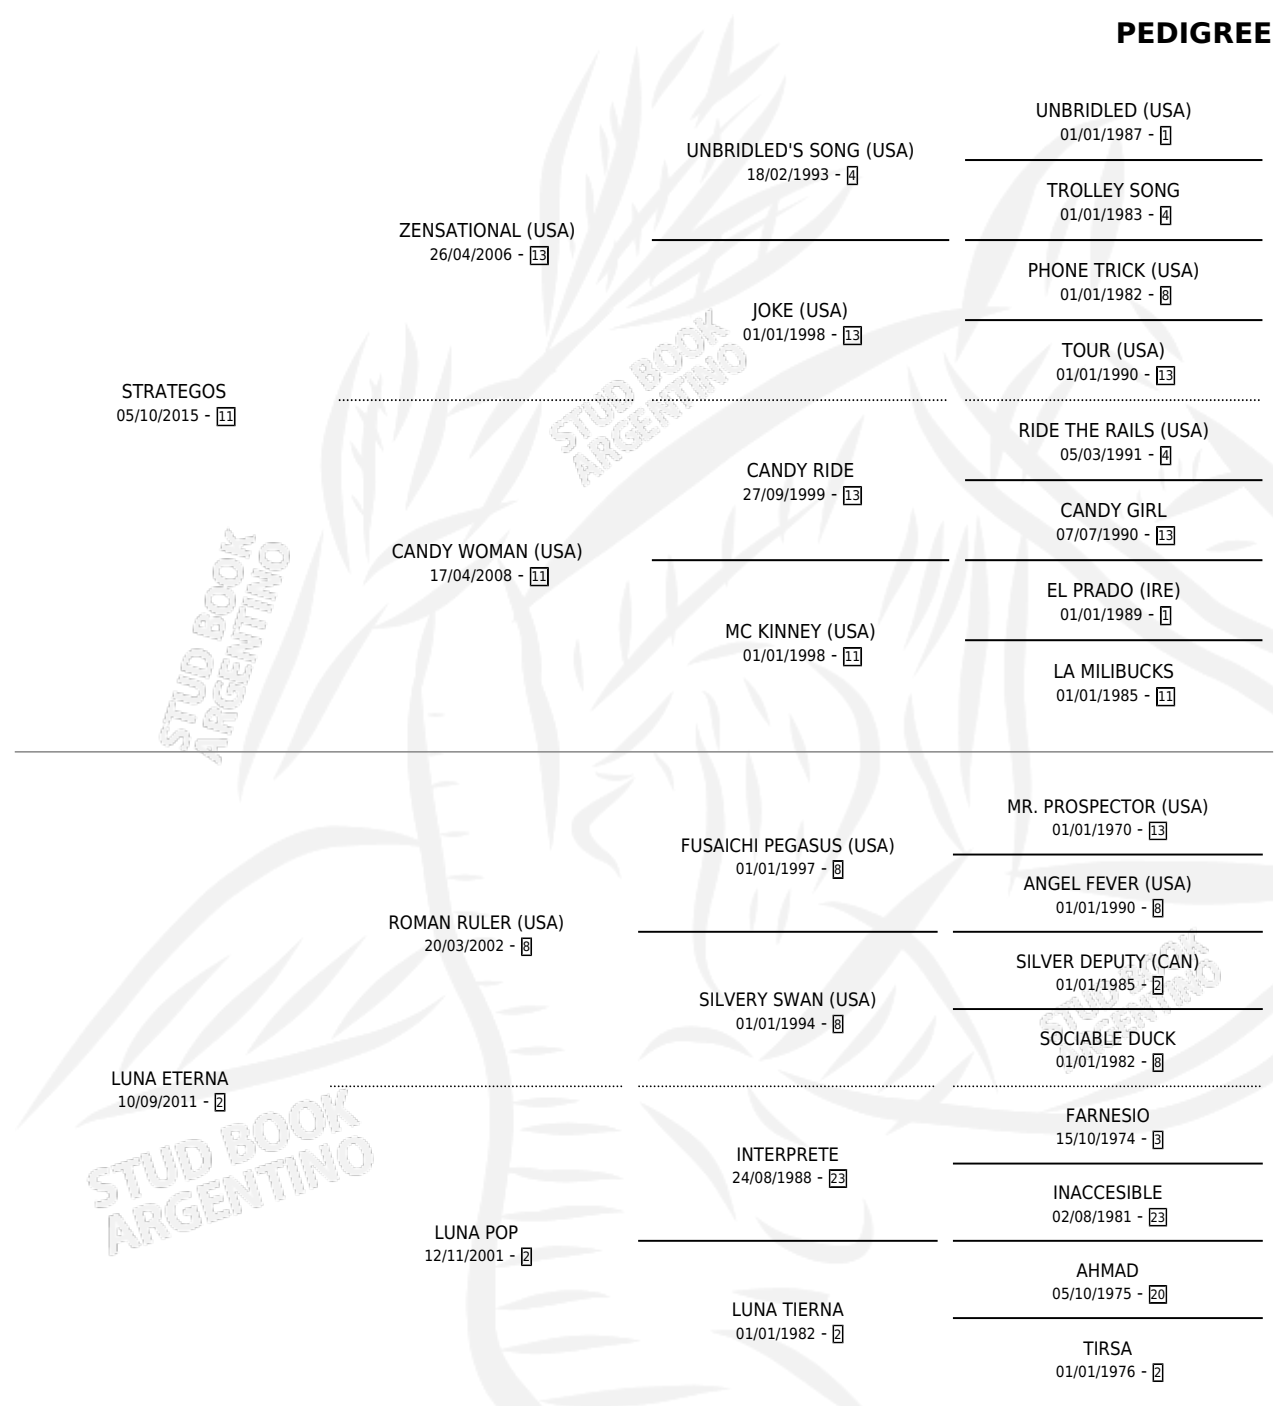 PEDIGREE
UNBRIDLED (USA)
01/01/1987 - 1
UNBRIDLED'S SONG (USA)
18/02/1993 - 4
TROLLEY SONG
01/01/1983 - 4
ZENSATIONAL (USA)
26/04/2006 - 13
PHONE TRICK (USA)
01/01/1982 - 8
JOKE (USA)
01/01/1998 - 13
TOUR (USA)
01/01/1990 - 13
STRATEGOS
05/10/2015 - 11
RIDE THE RAILS (USA)
05/03/1991 - 4
CANDY RIDE
27/09/1999 - 13
CANDY GIRL
07/07/1990 - 13
CANDY WOMAN (USA)
17/04/2008 - 11
EL PRADO (IRE)
01/01/1989 - 1
MC KINNEY (USA)
01/01/1998 - 11
LA MILIBUCKS
01/01/1985 - 11
MR. PROSPECTOR (USA)
01/01/1970 - 13
FUSAICHI PEGASUS (USA)
01/01/1997 - 8
ANGEL FEVER (USA)
01/01/1990 - 8
ROMAN RULER (USA)
20/03/2002 - 8
SILVER DEPUTY (CAN)
01/01/1985 - 2
SILVERY SWAN (USA)
01/01/1994 - 8
SOCIABLE DUCK
01/01/1982 - 8
LUNA ETERNA
10/09/2011 - 2
FARNESIO
15/10/1974 - 3
INTERPRETE
24/08/1988 - 23
INACCESIBLE
02/08/1981 - 23
LUNA POP
12/11/2001 - 2
AHMAD
05/10/1975 - 20
LUNA TIERNA
01/01/1982 - 2
TIRSA
01/01/1976 - 2
STUD BOOK
ARGENTINO
STUD BOOK
ARGENTINO
STUD BOOK
ARGENTINO
STUD BOOK
ARGENTINO